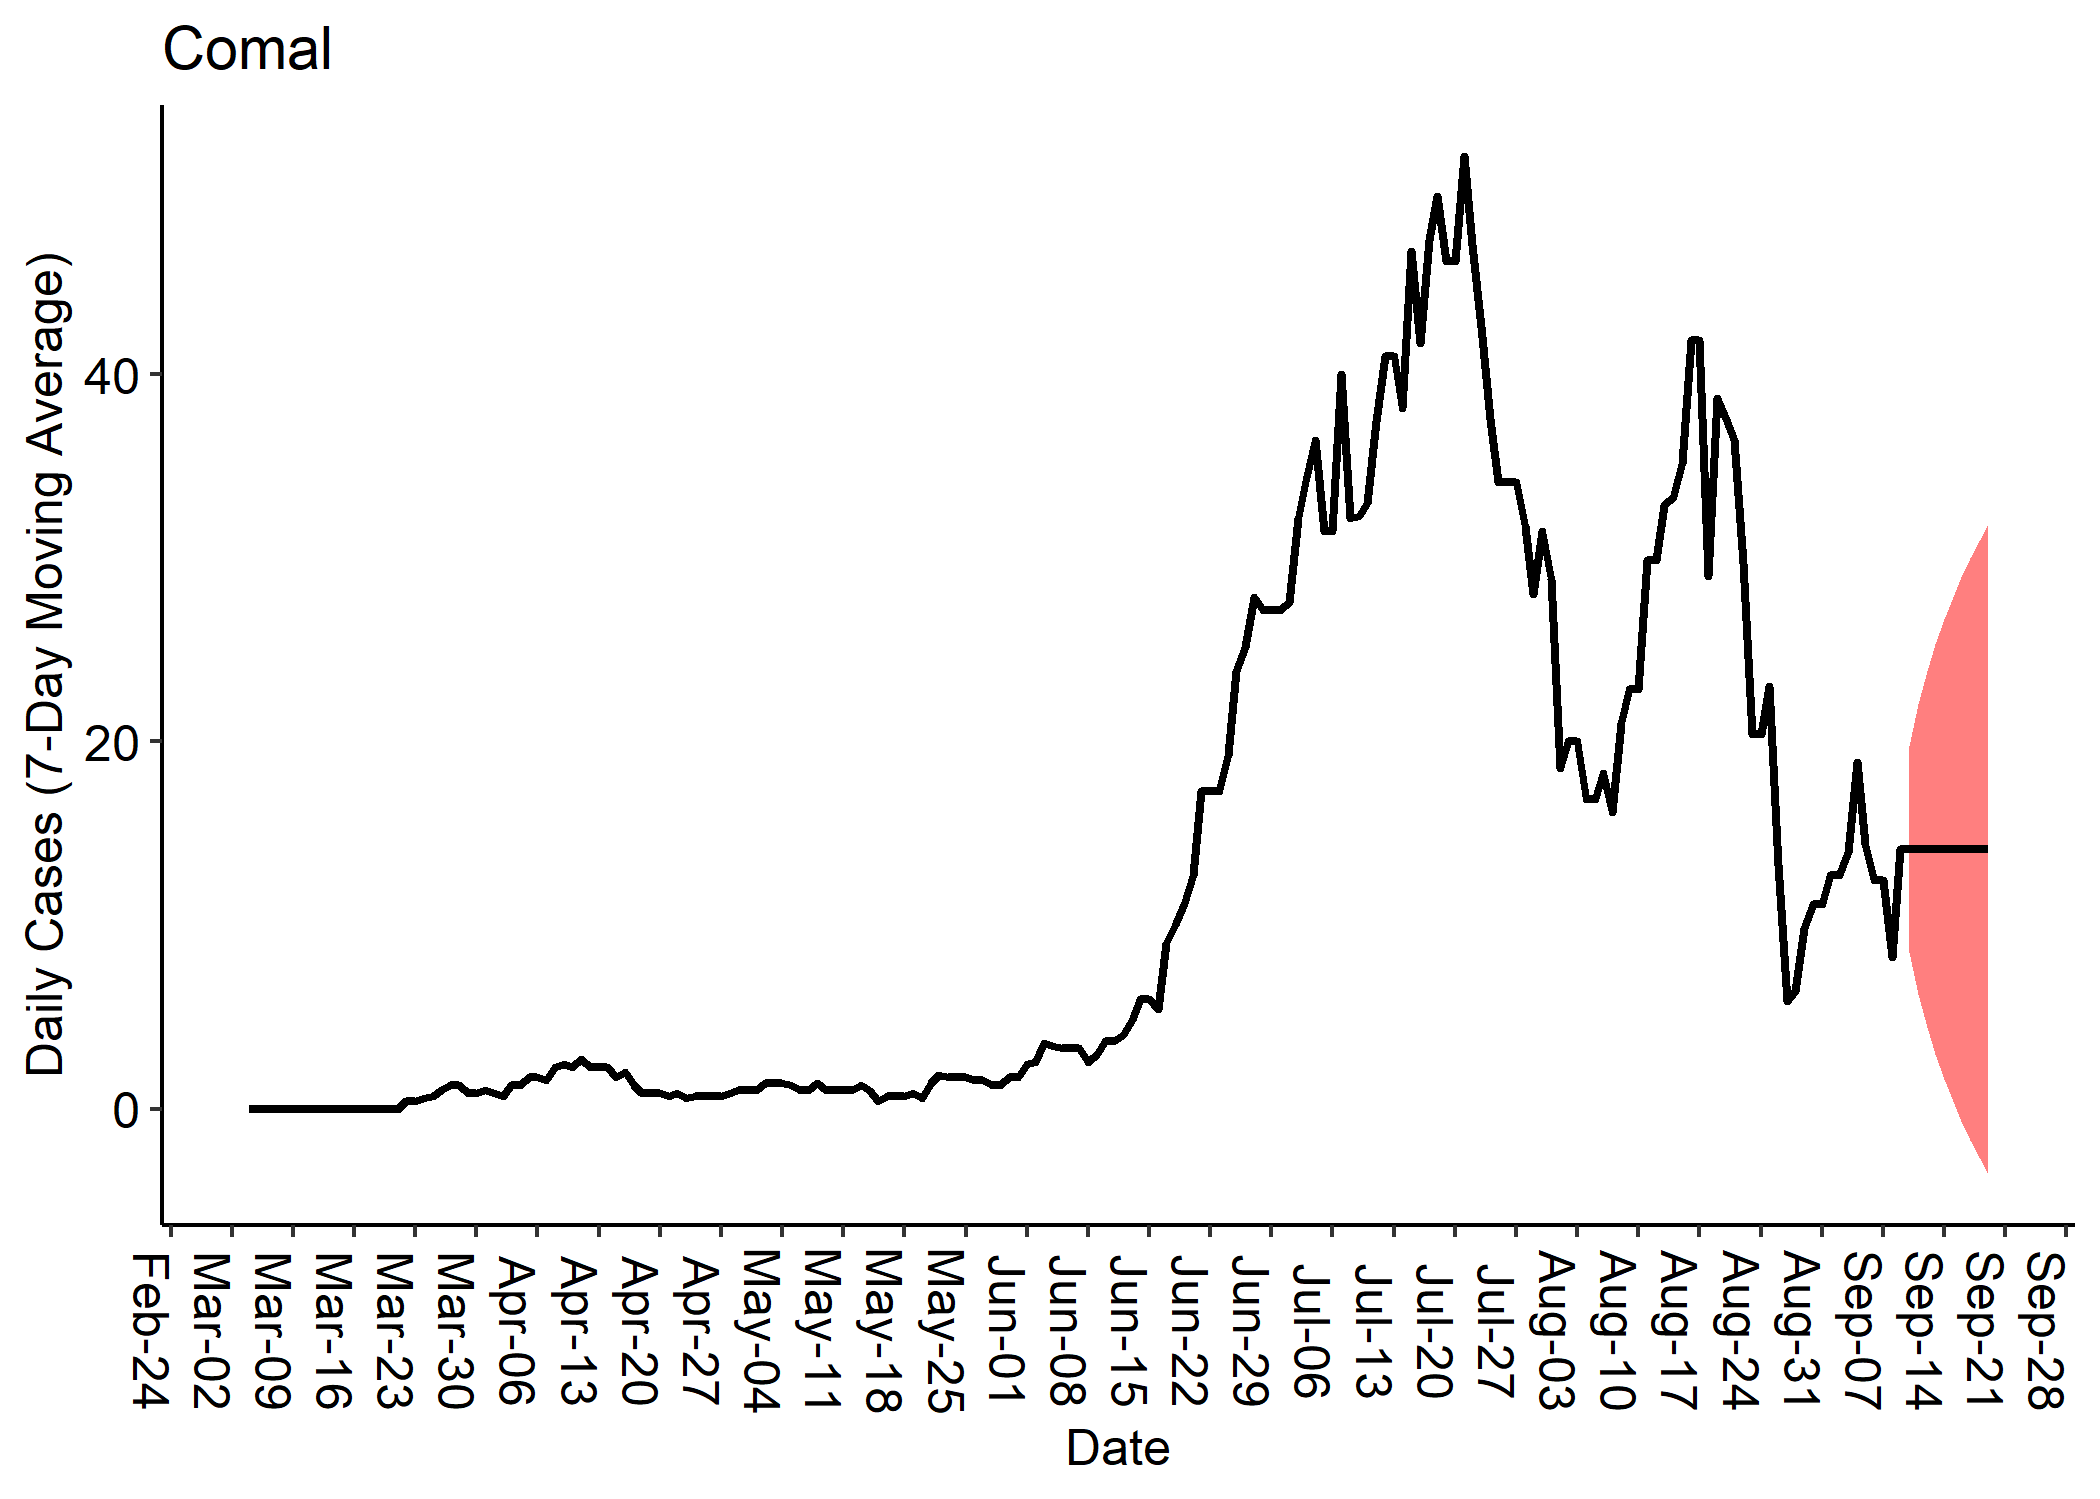 Comal
Daily Cases (7-Day Moving Average)
40
20
0
Feb-24
Mar-02
Mar-09
Mar-16
Mar-23
Mar-30
Apr-06
Apr-13
Apr-20
Apr-27
May-04
May-11
May-18
May-25
Jun-01
Jun-08
Jun-15
Jun-22
Jun-29
Jul-06
Jul-13
Jul-20
Jul-27
Aug-03
Aug-10
Aug-17
Aug-24
Aug-31
Sep-07
Sep-14
Sep-21
Sep-28
Date